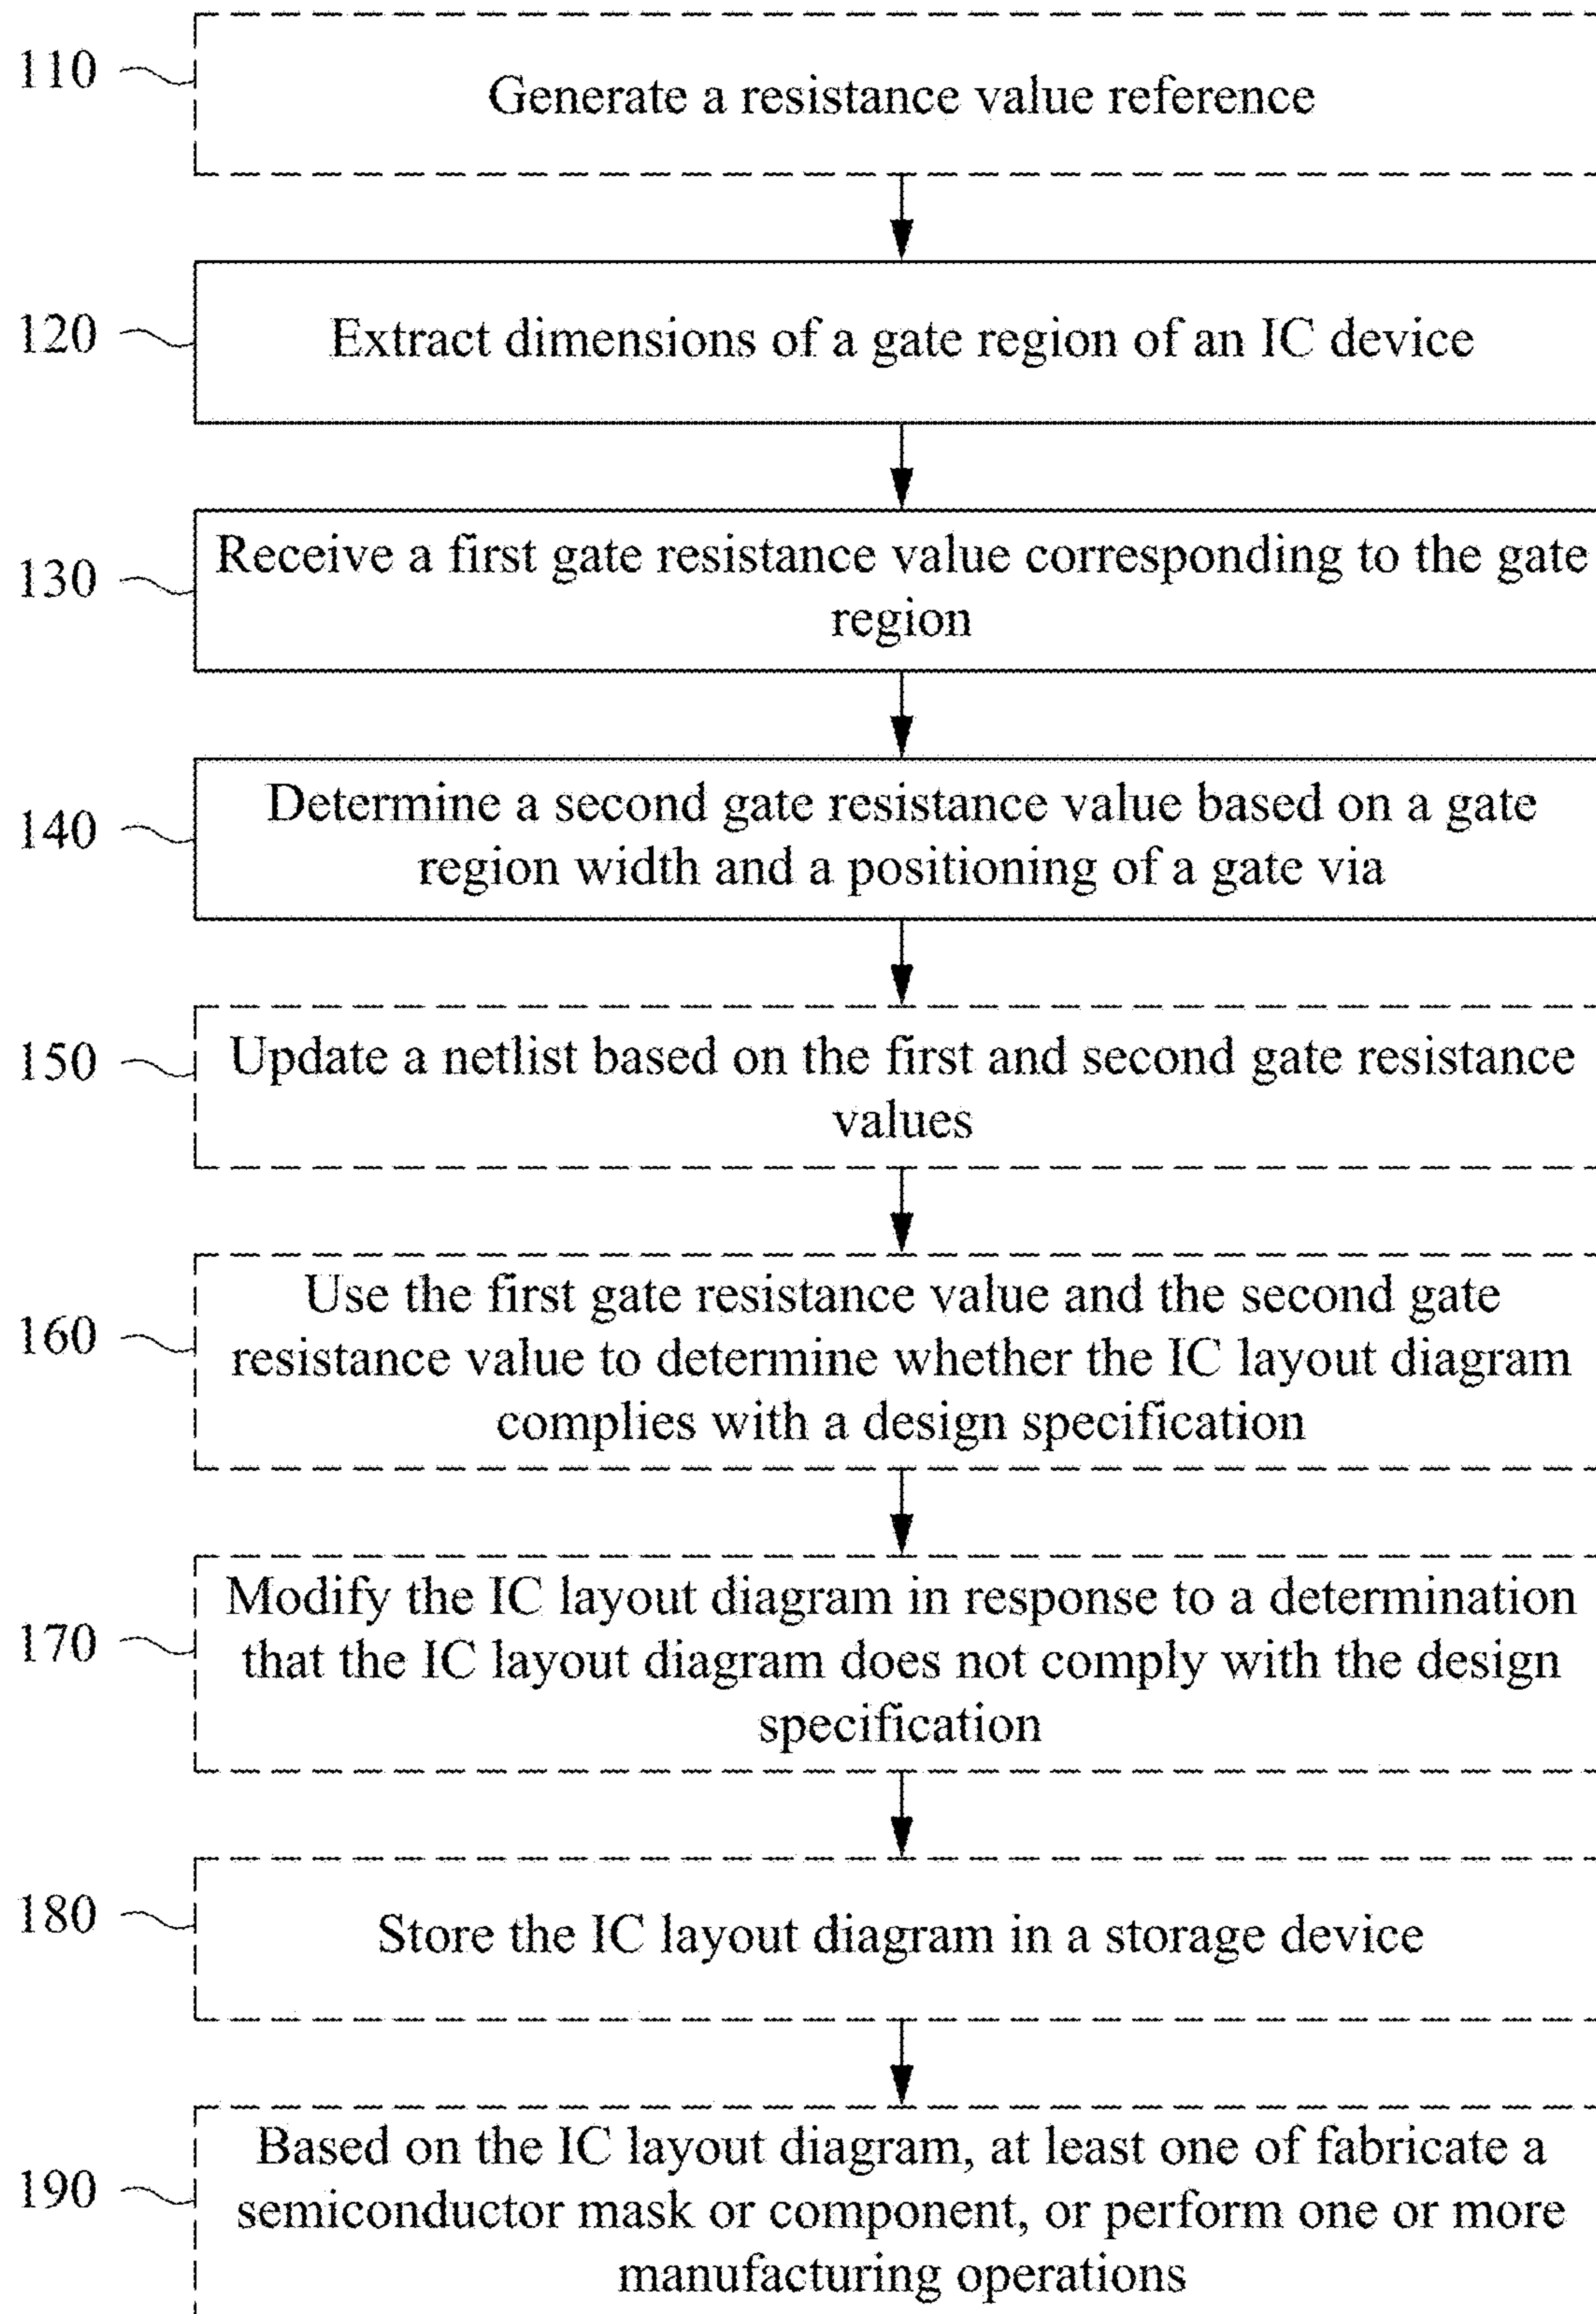 110
Generate a resistance value reference
120
Extract dimensions of a gate region of an IC device
130
Receive a first gate resistance value corresponding to the gate
region
140
Determine a second gate resistance value based on a gate
region width and a positioning of a gate via
150
Update a netlist based on the first and second gate resistance
values
160
Use the first gate resistance value and the second gate
resistance value to determine whether the IC layout diagram
complies with a design specification
170
Modify the IC layout diagram in response to a determination
that the IC layout diagram does not comply with the design
specification
180
Store the IC layout diagram in a storage device
190
Based on the IC layout diagram, at least one of fabricate a
semiconductor mask or component, or perform one or more
manufacturing operations